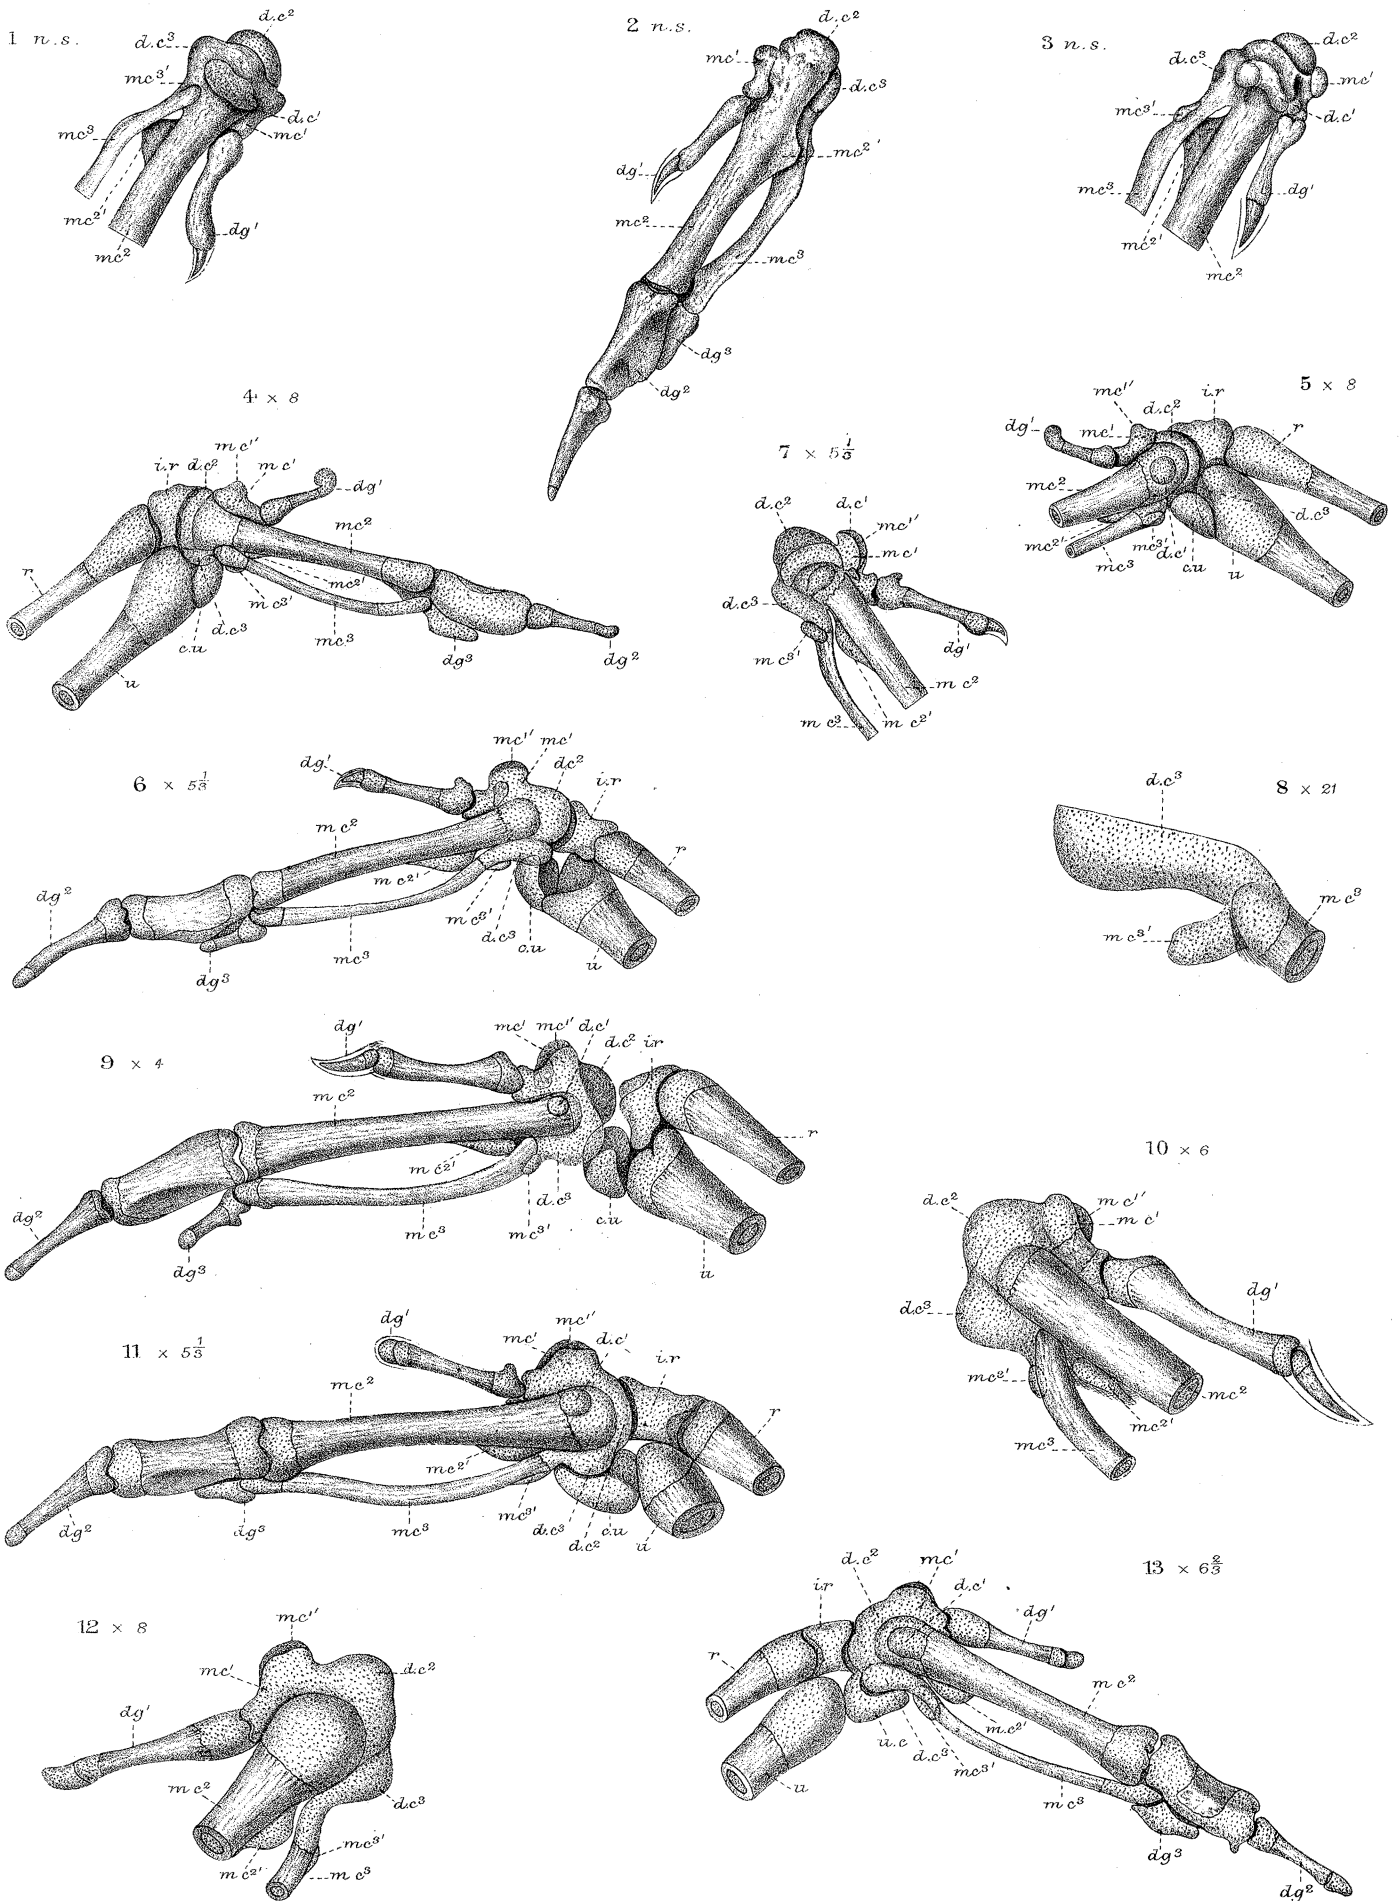 1 n.s.
d.c²
d.c³
mc³'
d.c'
mc'
mc³
mc²'
mc²
dg'
2 n.s.
d.c²
mc'
d.c³
dg'
mc²'
mc²
mc³
dg³
dg²
3 n.s.
d.c²
d.c³
mc'
mc³'
d.c'
mc³
dg'
mc²'
mc²
4 × 8
mc''
i.r
d.c²
mc'
dg'
mc²
r
mc²'
mc³'
d.c³
c.u
mc³
dg³
dg²
u
5 × 8
mc''
d.c²
i.r
dg'
mc'
r
mc²
d.c³
mc²'
mc³'
mc³
d.c'
c.u
u
7 × 5⅓
d.c²
d.c'
mc''
mc'
d.c³
mc³'
dg'
mc²
mc³
mc²'
6 × 5⅓
mc''
mc'
dg'
d.c²
i.r
mc²
r
mc²'
dg²
mc³'
d.c³
c.u
mc³
u
dg³
8 × 21
d.c³
mc³
mc³'
9 × 4
dg'
mc'
mc''
d.c'
d.c²
i.r
mc²
r
mc²'
dg²
d.c³
mc³
mc³'
c.u
dg³
u
10 × 6
d.c²
mc''
mc'
d.c³
dg'
mc²'
mc²
mc²'
mc³
11 × 5⅓
dg'
mc'
mc''
d.c'
i.r
mc²
r
mc²'
mc³'
dg²
dg³
mc³
d.c³
d.c²
c.u
u
12 × 8
mc''
mc'
d.c²
dg'
mc²
d.c³
mc³'
mc²'
mc³
13 × 6⅔
d.c²
mc'
i.r
d.c'
dg'
r
mc²
mc²'
u.c
d.c³
mc³'
u
mc³
dg³
dg²